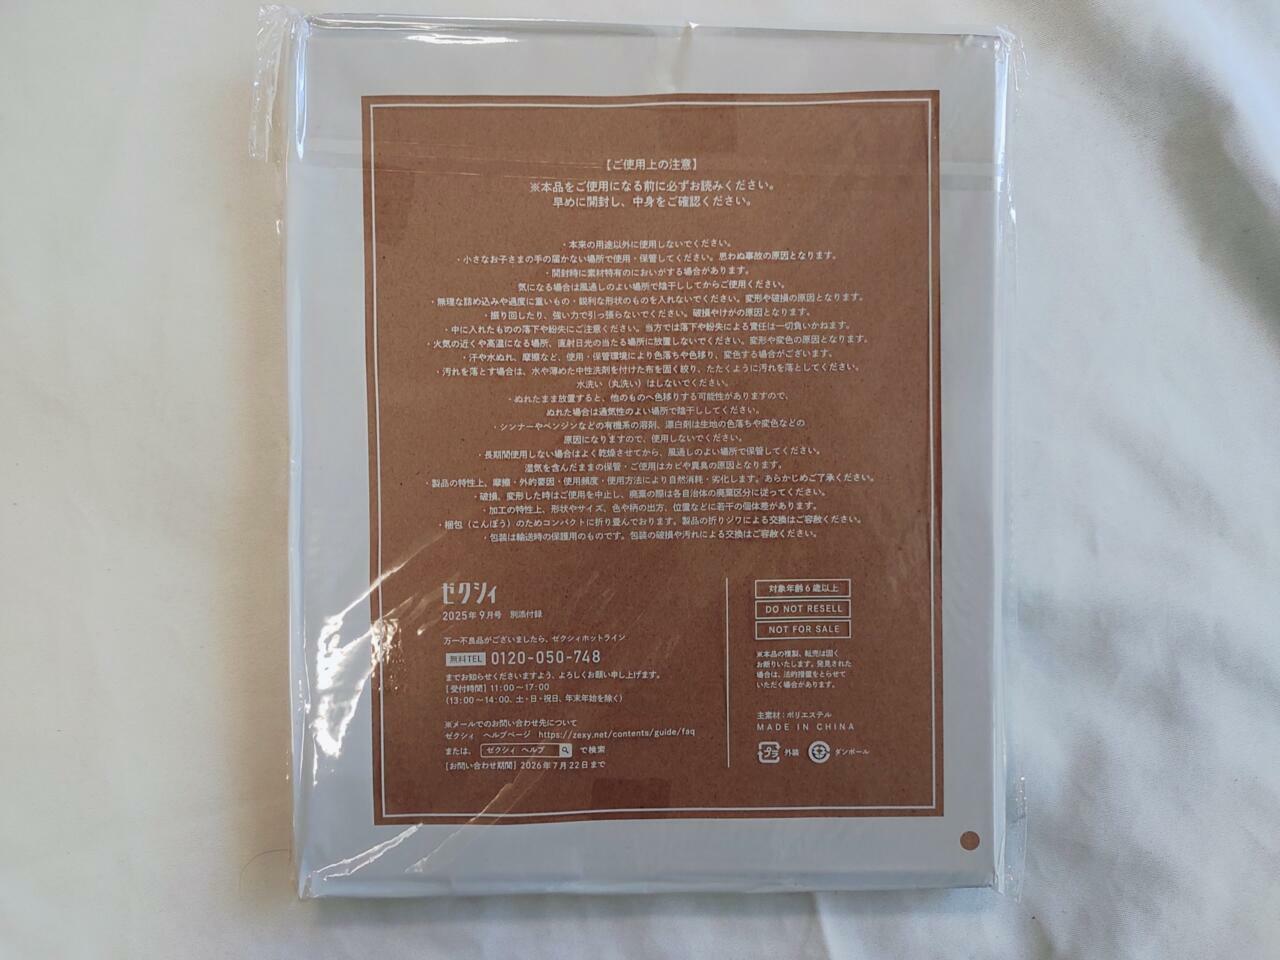 【ご使用上の注意】
※本品をご使用になる前に必ずお読みください。
早めに開封し、中身をご確認ください。
・本来の用途以外に使用しないでください。
・小さなお子さまの手の届かない場所で使用・保管してください。思わぬ事故の原因となります。
・開封時に素材特有のにおいがする場合があります。
気になる場合は風通しのよい場所で陰干ししてからご使用ください。
・無理な詰め込みや過度に重いもの・鋭利な形状のものを入れないでください。変形や破損の原因となります。
・振り回したり、強い力で引っ張らないでください。破損やけがの原因となります。
・中に入れたものの落下や紛失にご注意ください。当方では落下や紛失による責任は一切負いかねます。
・火気の近くや高温になる場所、直射日光の当たる場所に放置しないでください。変形や変色の原因となります。
・汗や水ぬれ、摩擦など、使用・保管環境により色落ちや色移り、変色する場合がございます。
・汚れを落とす場合は、水や薄めた中性洗剤を付けた布を固く絞り、たたくように汚れを落としてください。
水洗い（丸洗い）はしないでください。
・ぬれたまま放置すると、他のものへ色移りする可能性がありますので、
ぬれた場合は通気性のよい場所で陰干ししてください。
・シンナーやベンジンなどの有機系の溶剤、漂白剤は生地の色落ちや変色などの
原因になりますので、使用しないでください。
・長期間使用しない場合はよく乾燥させてから、風通しのよい場所で保管してください。
湿気を含んだままの保管・ご使用はカビや異臭の原因となります。
・製品の特性上、摩擦・外的要因・使用頻度・使用方法により自然消耗・劣化します。あらかじめご了承ください。
・破損、変形した時はご使用を中止し、廃棄の際は各自治体の廃棄区分に従ってください。
・加工の特性上、形状やサイズ、色や柄の出方、位置などに若干の個体差があります。
・梱包（こんぽう）のためコンパクトに折り畳んでおります。製品の折りジワによる交換はご容赦ください。
・包装は輸送時の保護用のものです。包装の破損や汚れによる交換はご容赦ください。
ゼクシィ
2025年9月号 別添付録
万一不良品がございましたら、ゼクシィホットライン
無料TEL 0120-050-748
までお知らせくださいますよう、よろしくお願い申し上げます。
[受付時間] 11:00～17:00
(13:00～14:00、土・日・祝日、年末年始を除く)
※メールでのお問い合わせ先について
ゼクシィ ヘルプページ https://zexy.net/contents/guide/faq
または、 ゼクシィ ヘルプ で検索
[お問い合わせ期間] 2026年7月22日まで
対象年齢6歳以上
DO NOT RESELL
NOT FOR SALE
※本品の複製、転売は固く
お断りいたします。発見された
場合は、法的措置をとらせて
いただく場合があります。
主素材：ポリエステル
MADE IN CHINA
プラ 外装 ダンボール